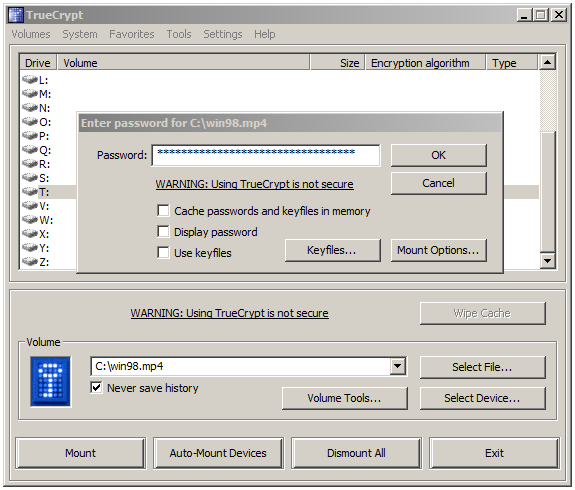 TrueCrypt
Volumes System Favorites Tools Settings Help
Drive Volume Size Encryption algorithm Type
L:
M:
N:
O:
P:
Q:
R:
S:
T:
V:
W:
X:
Y:
Z:
Enter password for C:\win98.mp4
Password: *********************************
OK
WARNING: Using TrueCrypt is not secure
Cancel
Cache passwords and keyfiles in memory
Display password
Use keyfiles
Keyfiles...
Mount Options...
WARNING: Using TrueCrypt is not secure
Wipe Cache
Volume
C:\win98.mp4
Select File...
Never save history
Volume Tools...
Select Device...
Mount
Auto-Mount Devices
Dismount All
Exit